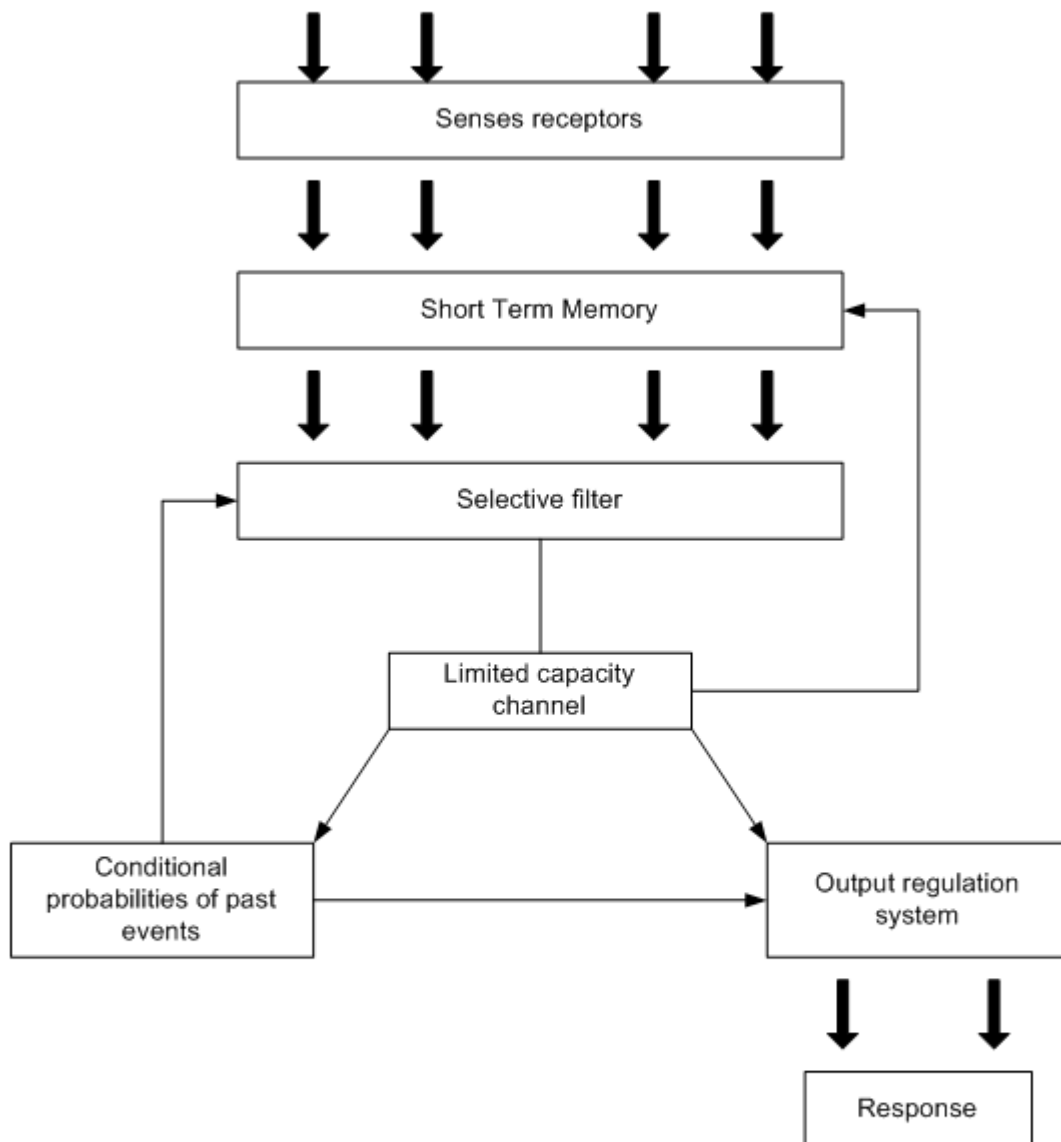 Senses receptors
Short Term Memory
Selective filter
Limited capacity
channel
Conditional
probabilities of past
events
Output regulation
system
Response